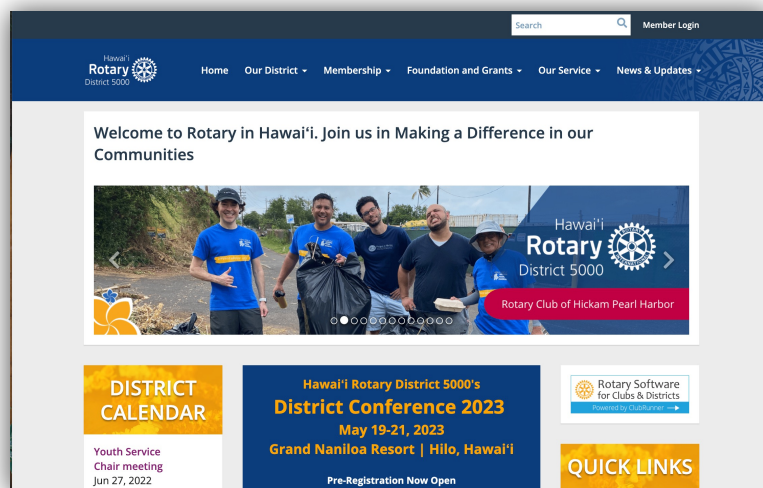 Search
Member Login
Hawai'i
Rotary
District 5000
Home Our District Membership Foundation and Grants Our Service News & Updates
Welcome to Rotary in Hawaiʻi. Join us in Making a Difference in our
Communities
Hawai'i
Rotary
District 5000
Rotary Club of Hickam Pearl Harbor
DISTRICT
CALENDAR
Youth Service
Chair meeting
Jun 27, 2022
Hawaiʻi Rotary District 5000's
District Conference 2023
May 19-21, 2023
Grand Naniloa Resort | Hilo, Hawaiʻi
Pre-Registration Now Open
Rotary Software
for Clubs & Districts
Powered by ClubRunner
QUICK LINKS